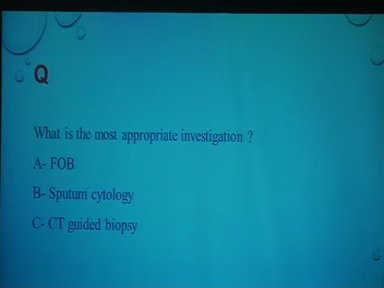 Q
What is the most appropriate investigation ?
A- FOB
B- Sputum cytology
C- CT guided biopsy